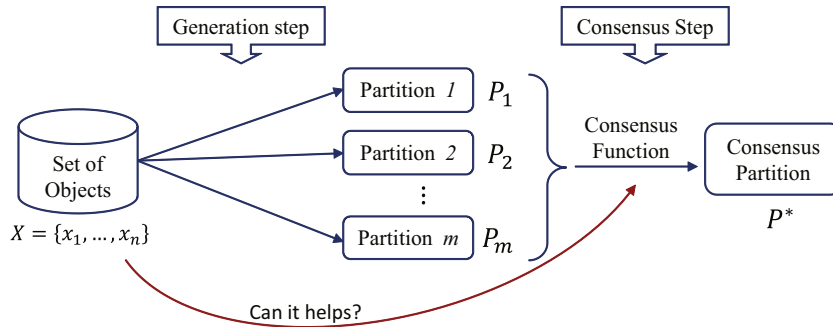 Generation step
Consensus Step
Partition 1 P₁
Partition 2 P₂
⋮
Partition m Pₘ
Set of
Objects
X = {x₁, …, xₙ}
Consensus
Function
Consensus
Partition
P*
Can it helps?